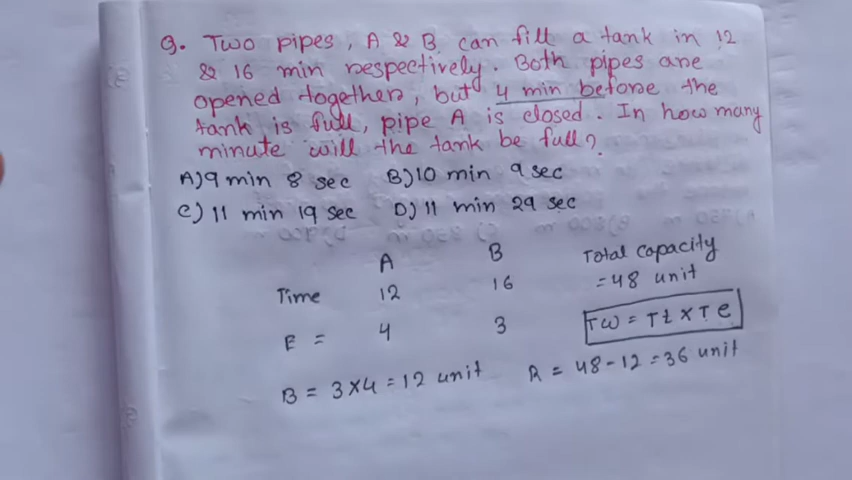 9. Two pipes, A & B can fill a tank in 12
& 16 min respectively. Both pipes are
opened together, but 4 min before the
tank is full, pipe A is closed. In how many
minute will the tank be full?
A) 9 min 8 sec B) 10 min 9 sec
C) 11 min 19 sec D) 11 min 29 sec
A B Total capacity
= 48 unit
Time 12 16
E = 4 3 TW = Tt x Te
B = 3x4 = 12 unit R = 48-12 = 36 unit